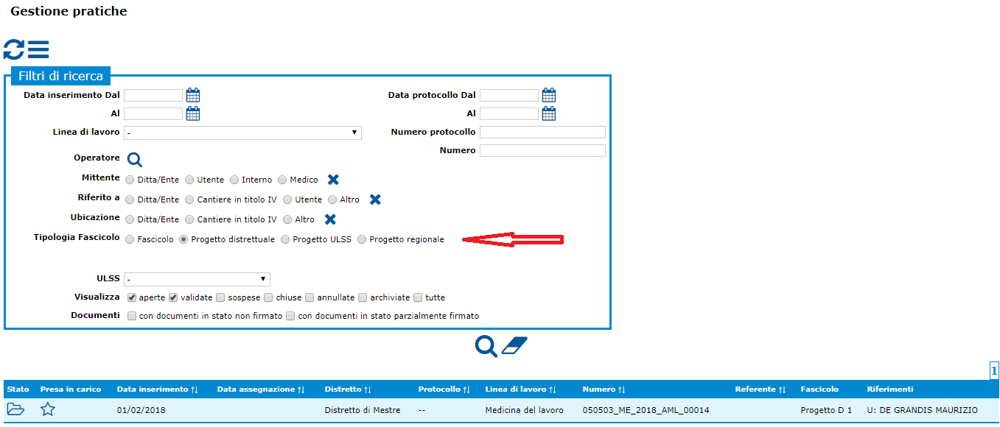 Gestione pratiche
Filtri di ricerca
Data inserimento Dal
Data protocollo Dal
Al
Al
Linea di lavoro -
Numero protocollo
Numero
Operatore
Mittente Ditta/Ente Utente Interno Medico
Riferito a Ditta/Ente Cantiere in titolo IV Utente Altro
Ubicazione Ditta/Ente Cantiere in titolo IV Altro
Tipologia Fascicolo Fascicolo Progetto distrettuale Progetto ULSS Progetto regionale
ULSS -
Visualizza aperte validate sospese chiuse annullate archiviate tutte
Documenti con documenti in stato non firmato con documenti in stato parzialmente firmato
1
Stato Presa in carico Data inserimento Data assegnazione Distretto Protocollo Linea di lavoro Numero Referente Fascicolo Riferimenti
01/02/2018 Distretto di Mestre -- Medicina del lavoro 050503_ME_2018_AML_00014 Progetto D 1 U: DE GRANDIS MAURIZIO